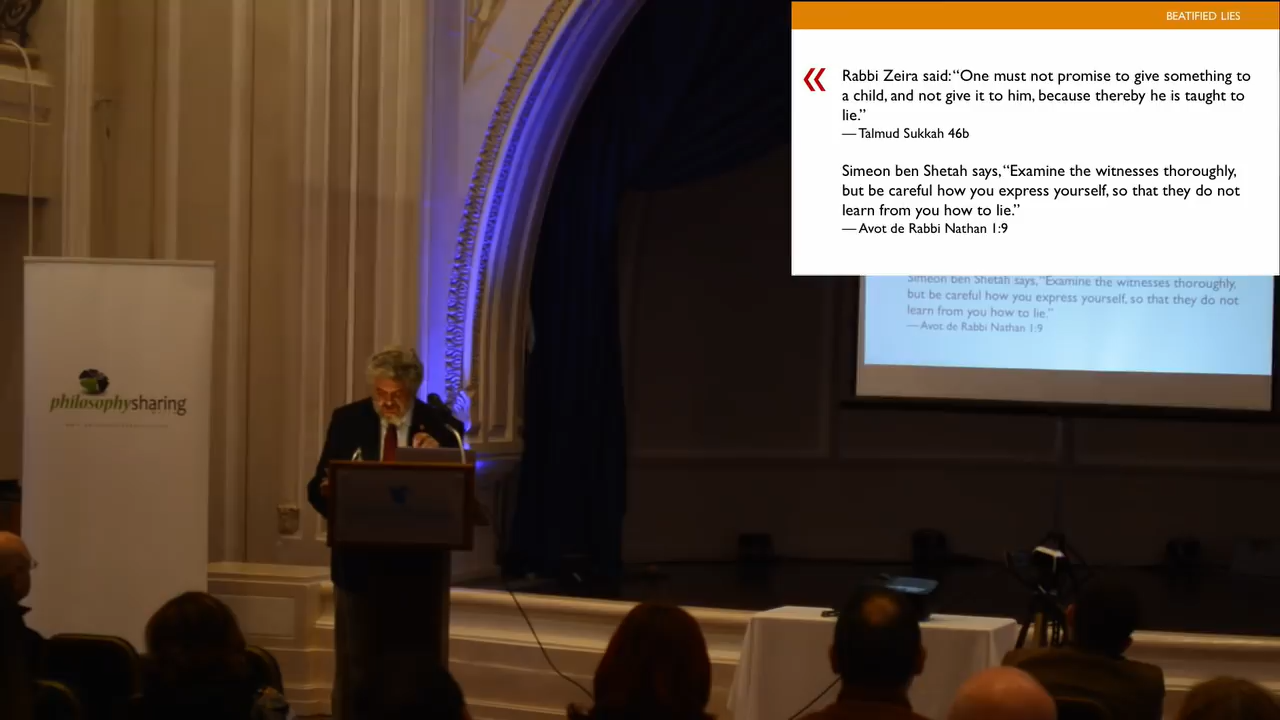 BEATIFIED LIES
Rabbi Zeira said: “One must not promise to give something to
a child, and not give it to him, because thereby he is taught to
lie.”
— Talmud Sukkah 46b
Simeon ben Shetah says, “Examine the witnesses thoroughly,
but be careful how you express yourself, so that they do not
learn from you how to lie.”
— Avot de Rabbi Nathan 1:9
Simeon ben Shetah says, “Examine the witnesses thoroughly,
but be careful how you express yourself, so that they do not
learn from you how to lie.”
— Avot de Rabbi Nathan 1:9
philosophysharing